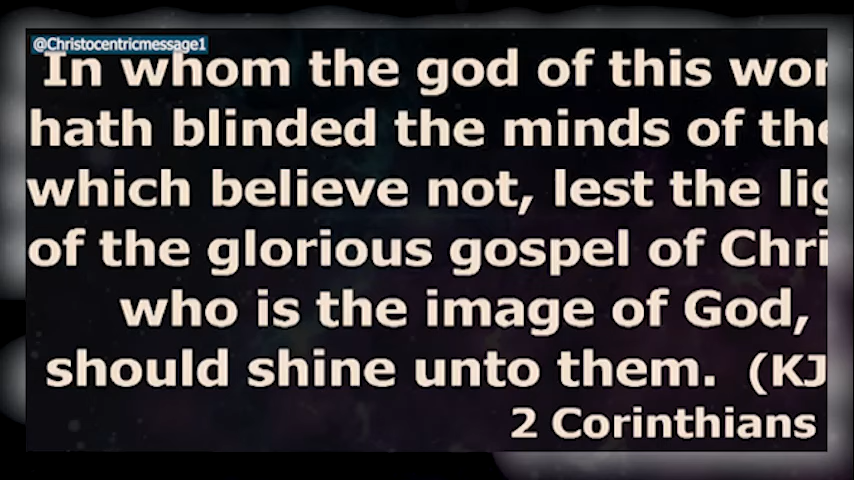 @Christocentricmessage1
In whom the god of this wor
hath blinded the minds of the
which believe not, lest the lig
of the glorious gospel of Chri
who is the image of God,
should shine unto them. (KJ
2 Corinthians